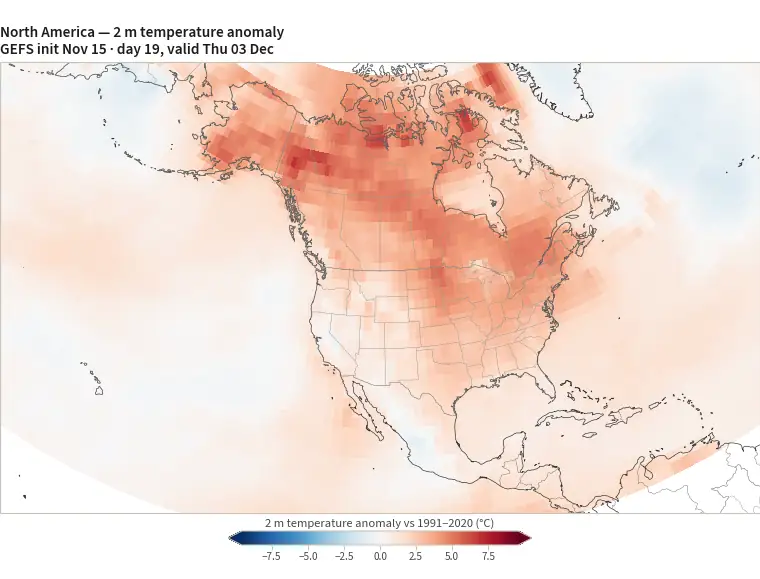 North America — 2 m temperature anomaly
GEFS init Nov 15 · day 19, valid Thu 03 Dec
2 m temperature anomaly vs 1991–2020 (°C)
−7.5 −5.0 −2.5 0.0 2.5 5.0 7.5